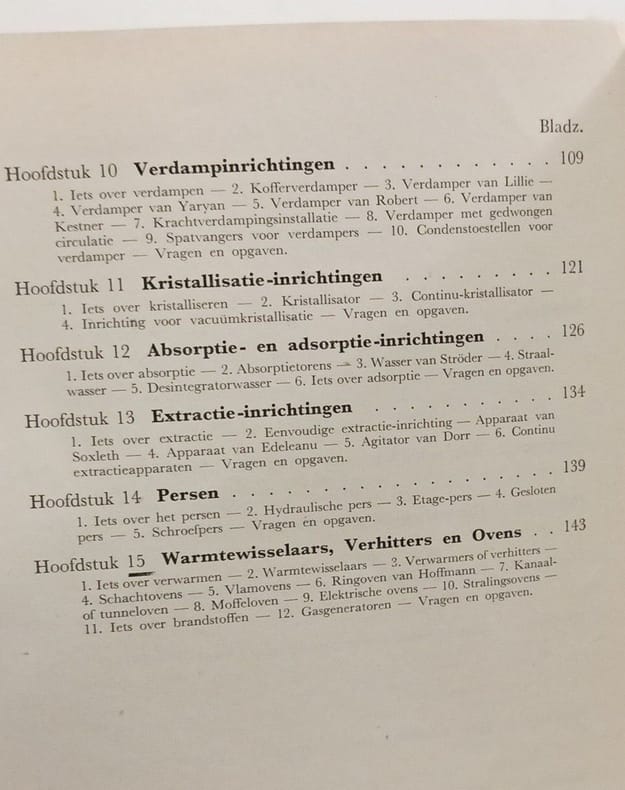 Bladz.
Hoofdstuk 10 Verdampinrichtingen . . . . . . . . . . . . 109
1. Iets over verdampen — 2. Kofferverdamper — 3. Verdamper van Lillie —
4. Verdamper van Yaryan — 5. Verdamper van Robert — 6. Verdamper van
Kestner — 7. Krachtverdampingsinstallatie — 8. Verdamper met gedwongen
circulatie — 9. Spatvangers voor verdampers — 10. Condenstoestellen voor
verdamper — Vragen en opgaven.
Hoofdstuk 11 Kristallisatie-inrichtingen . . . . . . . . . 121
1. Iets over kristalliseren — 2. Kristallisator — 3. Continu-kristallisator —
4. Inrichting voor vacuümkristallisatie — Vragen en opgaven.
Hoofdstuk 12 Absorptie- en adsorptie-inrichtingen . . . . 126
1. Iets over absorptie — 2. Absorptietorens — 3. Wasser van Ströder — 4. Straal-
wasser — 5. Desintegratorwasser — 6. Iets over adsorptie — Vragen en opgaven.
Hoofdstuk 13 Extractie-inrichtingen . . . . . . . . . . . 134
1. Iets over extractie — 2. Eenvoudige extractie-inrichting — Apparaat van
Soxleth — 4. Apparaat van Edeleanu — 5. Agitator van Dorr — 6. Continu
extractieapparaten — Vragen en opgaven.
Hoofdstuk 14 Persen . . . . . . . . . . . . . . . . . . 139
1. Iets over het persen — 2. Hydraulische pers — 3. Etage-pers — 4. Gesloten
pers — 5. Schroefpers — Vragen en opgaven.
Hoofdstuk 15 Warmtewisselaars, Verhitters en Ovens . . 143
1. Iets over verwarmen — 2. Warmtewisselaars — 3. Verwarmers of verhitters —
4. Schachtovens — 5. Vlamovens — 6. Ringoven van Hoffmann — 7. Kanaal-
of tunneloven — 8. Moffeloven — 9. Elektrische ovens — 10. Stralingsovens —
11. Iets over brandstoffen — 12. Gasgeneratoren — Vragen en opgaven.